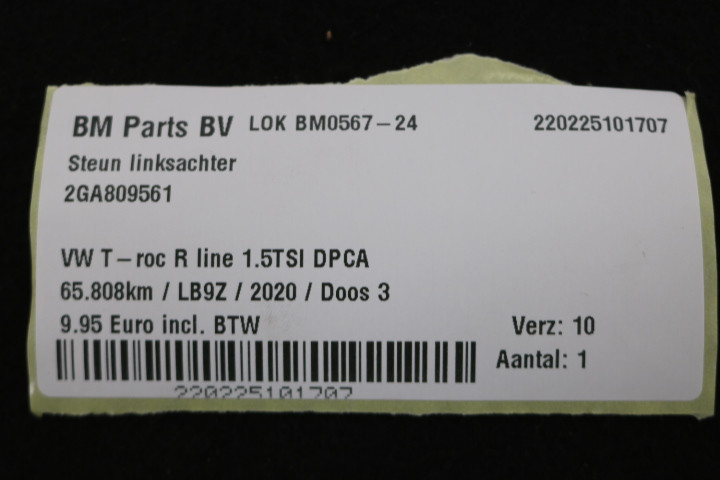 BM Parts BV LOK BM0567-24 220225101707
Steun linksachter
2GA809561
VW T-roc R line 1.5TSI DPCA
65.808km / LB9Z / 2020 / Doos 3
9.95 Euro incl. BTW Verz: 10
Aantal: 1
220225101707